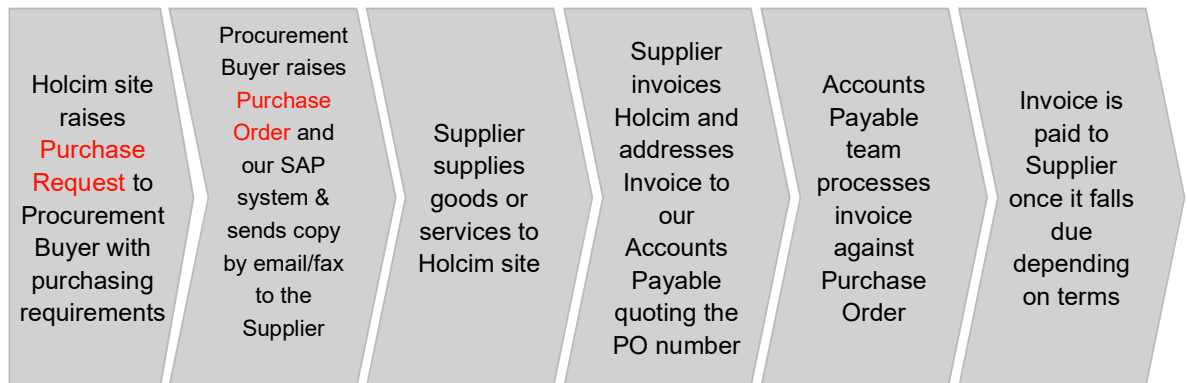 Holcim site
raises
Purchase
Request to
Procurement
Buyer with
purchasing
requirements
Procurement
Buyer raises
Purchase
Order and
our SAP
system &
sends copy
by email/fax
to the
Supplier
Supplier
supplies
goods or
services to
Holcim site
Supplier
invoices
Holcim and
addresses
Invoice to
our
Accounts
Payable
quoting the
PO number
Accounts
Payable
team
processes
invoice
against
Purchase
Order
Invoice is
paid to
Supplier
once it falls
due
depending
on terms